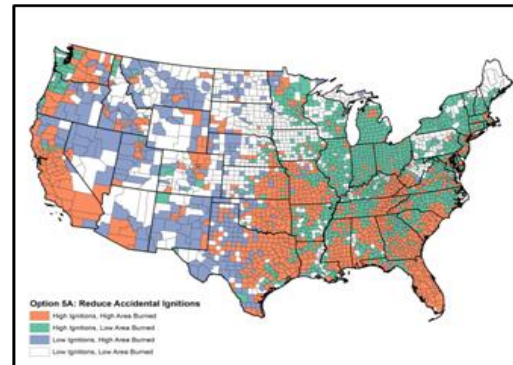 Option 5A: Reduce Accidental Ignitions
High Ignitions, High Area Burned
High Ignitions, Low Area Burned
Low Ignitions, High Area Burned
Low Ignitions, Low Area Burned